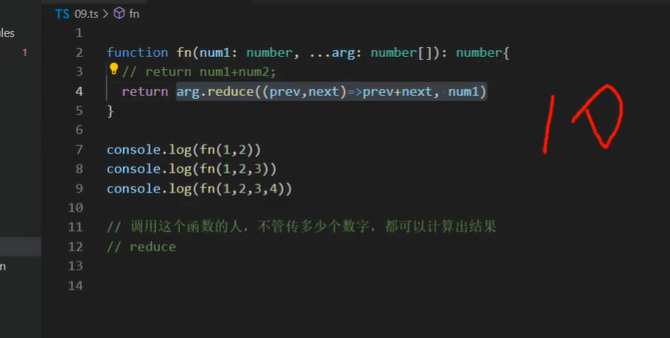 ules
1
n
TS 09.ts > fn
1
2 function fn(num1: number, ...arg: number[]): number{
3 // return num1+num2;
4 return arg.reduce((prev,next)=>prev+next, num1)
5 }
6
7 console.log(fn(1,2))
8 console.log(fn(1,2,3))
9 console.log(fn(1,2,3,4))
10
11 // 调用这个函数的人，不管传多少个数字，都可以计算出结果
12 // reduce
13
14
10